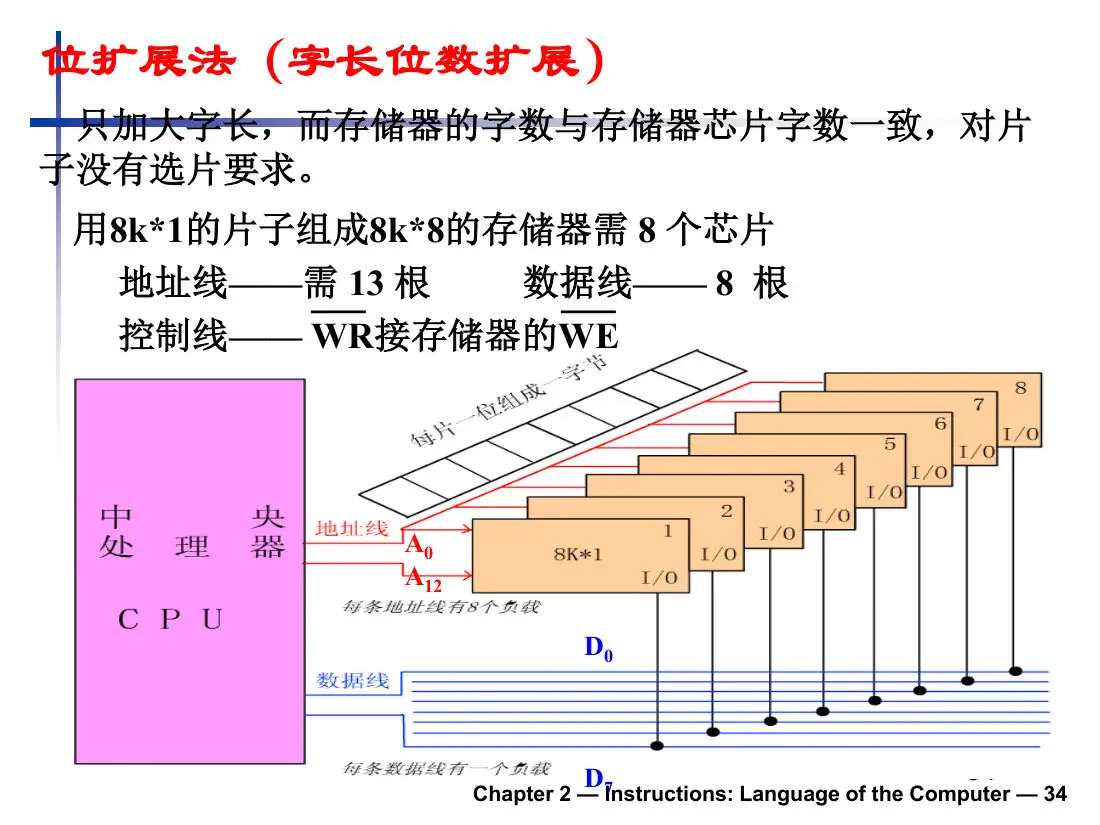 位扩展法（字长位数扩展）
只加大字长，而存储器的字数与存储器芯片字数一致，对片
子没有选片要求。
用8k*1的片子组成8k*8的存储器需 8 个芯片
地址线——需 13 根 数据线—— 8 根
控制线—— WR接存储器的WE
每片一位组成一字节
8
I/O
7
I/O
6
I/O
5
I/O
4
I/O
3
I/O
2
I/O
1
8K*1
I/O
中 央
处 理 器
C P U
地址线
A0
A12
每条地址线有8个负载
D0
数据线
每条数据线有一个负载
D7
Chapter 2 — Instructions: Language of the Computer — 34